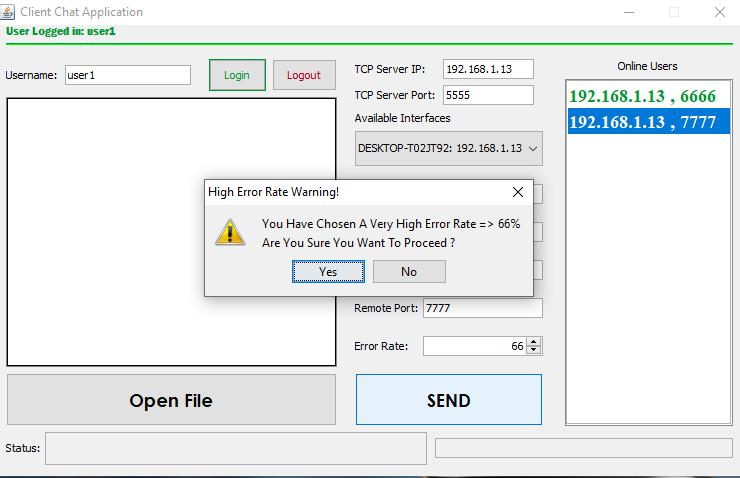 Client Chat Application
User Logged in: user1
Username: user1
Login
Logout
TCP Server IP: 192.168.1.13
TCP Server Port: 5555
Available Interfaces
DESKTOP-T02JT92: 192.168.1.13
Online Users
192.168.1.13 , 6666
192.168.1.13 , 7777
High Error Rate Warning!
You Have Chosen A Very High Error Rate => 66%
Are You Sure You Want To Proceed ?
Yes
No
Remote Port: 7777
Error Rate: 66
Open File
SEND
Status: